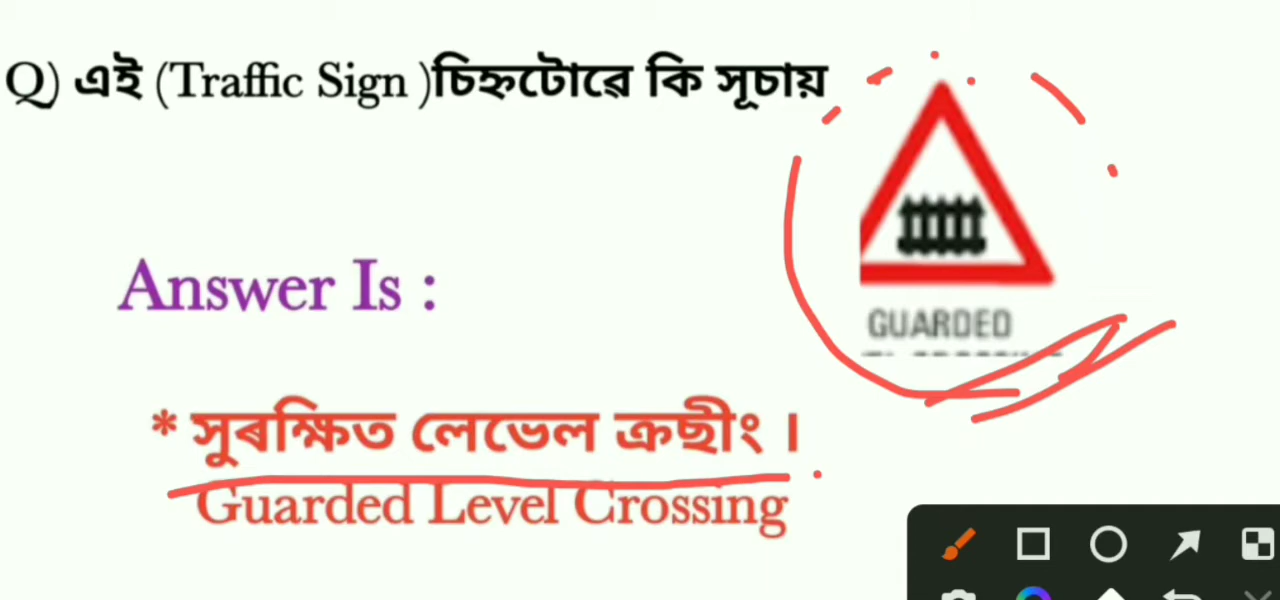 Q) এই (Traffic Sign )চিহ্নটোৱে কি সূচায়
GUARDED
Answer Is :
* সুৰক্ষিত লেভেল ক্ৰছীং ।
Guarded Level Crossing